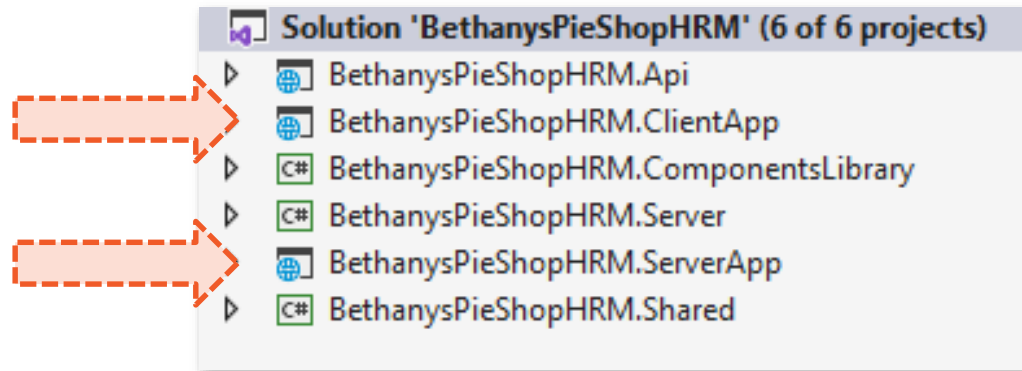 Solution 'BethanysPieShopHRM' (6 of 6 projects)
BethanysPieShopHRM.Api
BethanysPieShopHRM.ClientApp
C# BethanysPieShopHRM.ComponentsLibrary
C# BethanysPieShopHRM.Server
BethanysPieShopHRM.ServerApp
C# BethanysPieShopHRM.Shared